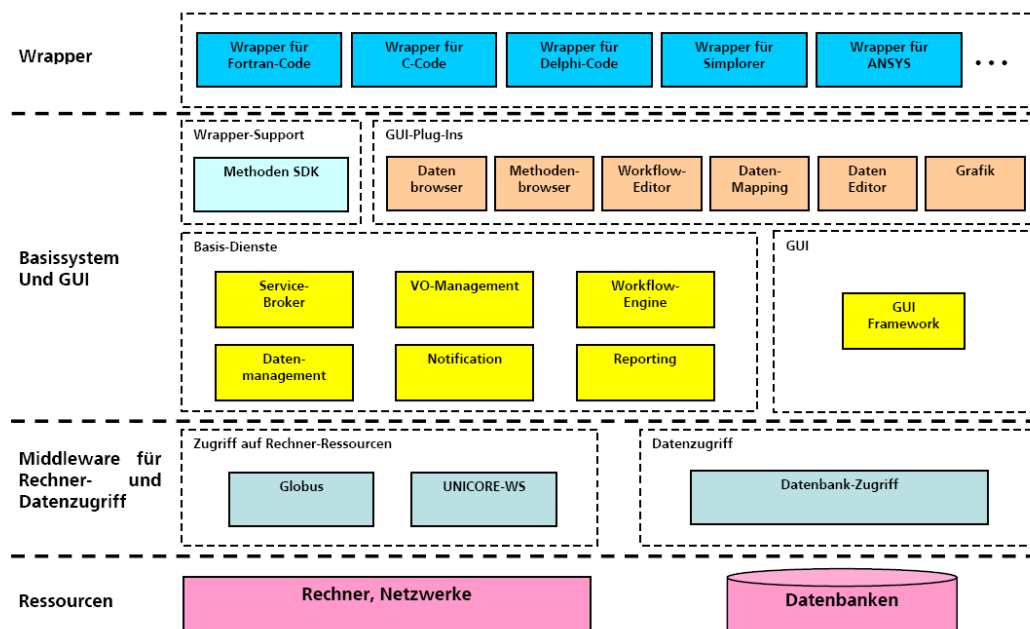 Wrapper
Wrapper für
Fortran-Code
Wrapper für
C-Code
Wrapper für
Delphi-Code
Wrapper für
Simplorer
Wrapper für
ANSYS
...
Basissystem
Und GUI
Wrapper-Support
Methoden SDK
GUI-Plug-Ins
Daten
browser
Methoden-
browser
Workflow-
Editor
Daten-
Mapping
Daten
Editor
Grafik
Basis-Dienste
Service-
Broker
VO-Management
Workflow-
Engine
Daten-
management
Notification
Reporting
GUI
GUI
Framework
Middleware für
Rechner- und
Datenzugriff
Zugriff auf Rechner-Ressourcen
Globus
UNICORE-WS
Datenzugriff
Datenbank-Zugriff
Ressourcen
Rechner, Netzwerke
Datenbanken